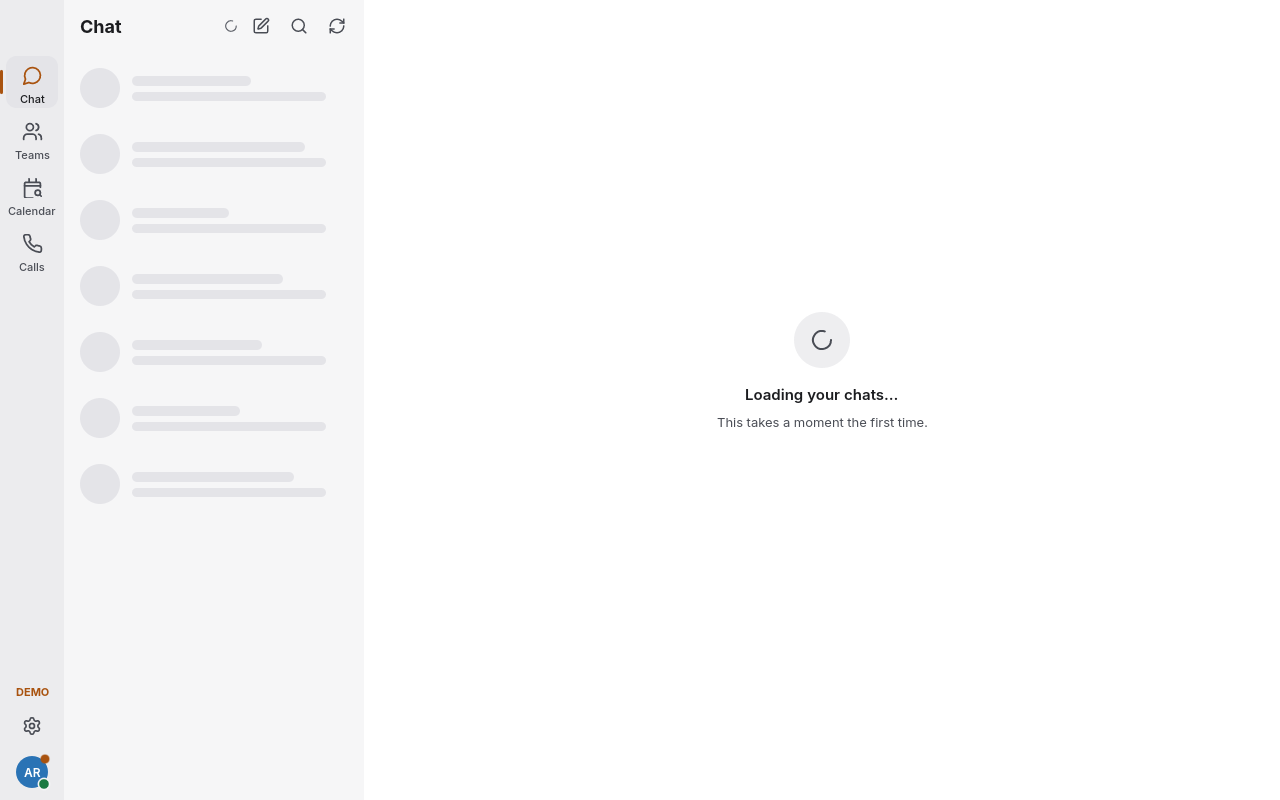 Chat
Chat
Teams
Calendar
Calls
Loading your chats...
This takes a moment the first time.
DEMO
AR